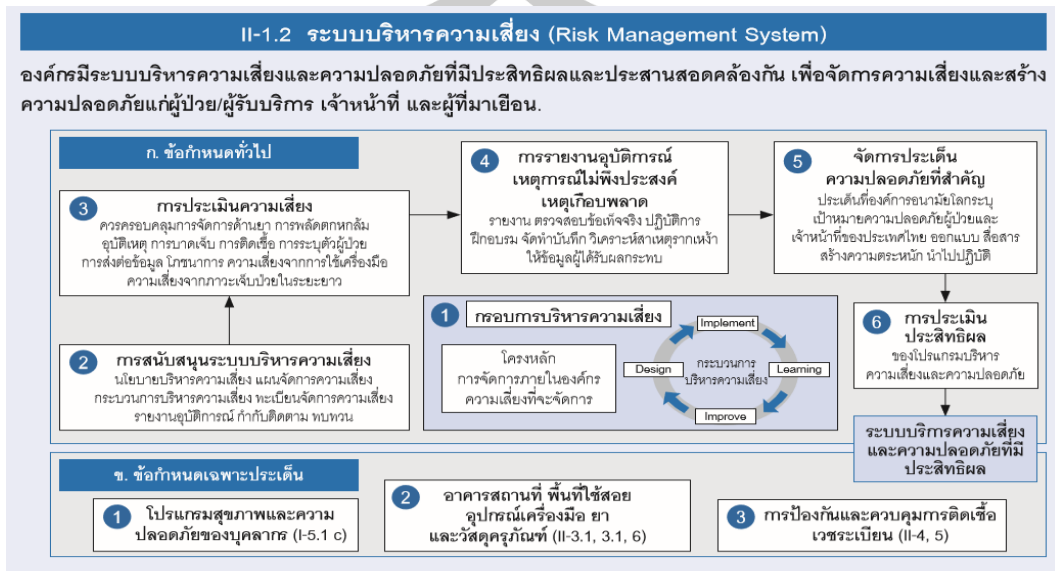 II-1.2 ระบบบริหารความเสี่ยง (Risk Management System)
องค์กรมีระบบบริหารความเสี่ยงและความปลอดภัยที่มีประสิทธิผลและประสานสอดคล้องกัน เพื่อจัดการความเสี่ยงและสร้าง
ความปลอดภัยแก่ผู้ป่วย/ผู้รับบริการ เจ้าหน้าที่ และผู้ที่มาเยือน.
ก. ข้อกำหนดทั่วไป
1 กรอบการบริหารความเสี่ยง
โครงหลัก
การจัดการภายในองค์กร
ความเสี่ยงที่จะจัดการ
Implement
Design
กระบวนการ
บริหารความเสี่ยง
Learning
Improve
2 การสนับสนุนระบบบริหารความเสี่ยง
นโยบายบริหารความเสี่ยง แผนจัดการความเสี่ยง
กระบวนการบริหารความเสี่ยง ทะเบียนจัดการความเสี่ยง
รายงานอุบัติการณ์ กำกับติดตาม ทบทวน
3 การประเมินความเสี่ยง
ควรครอบคลุมการจัดการด้านยา การพลัดตกหกล้ม
อุบัติเหตุ การบาดเจ็บ การติดเชื้อ การระบุตัวผู้ป่วย
การส่งต่อข้อมูล โภชนาการ ความเสี่ยงจากการใช้เครื่องมือ
ความเสี่ยงจากภาวะเจ็บป่วยในระยะยาว
4 การรายงานอุบัติการณ์
เหตุการณ์ไม่พึงประสงค์
เหตุเกือบพลาด
รายงาน ตรวจสอบข้อเท็จจริง ปฏิบัติการ
ฝึกอบรม จัดทำบันทึก วิเคราะห์สาเหตุรากเหง้า
ให้ข้อมูลผู้ได้รับผลกระทบ
5 จัดการประเด็น
ความปลอดภัยที่สำคัญ
ประเด็นที่องค์การอนามัยโลกระบุ
เป้าหมายความปลอดภัยผู้ป่วยและ
เจ้าหน้าที่ของประเทศไทย ออกแบบ สื่อสาร
สร้างความตระหนัก นำไปปฏิบัติ
6 การประเมิน
ประสิทธิผล
ของโปรแกรมบริหาร
ความเสี่ยงและความปลอดภัย
ระบบบริการความเสี่ยง
และความปลอดภัยที่มี
ประสิทธิผล
ข. ข้อกำหนดเฉพาะประเด็น
1 โปรแกรมสุขภาพและความ
ปลอดภัยของบุคลากร (I-5.1 c)
2 อาคารสถานที่ พื้นที่ใช้สอย
อุปกรณ์เครื่องมือ ยา
และวัสดุครุภัณฑ์ (II-3.1, 3.1, 6)
3 การป้องกันและควบคุมการติดเชื้อ
เวชระเบียน (II-4, 5)